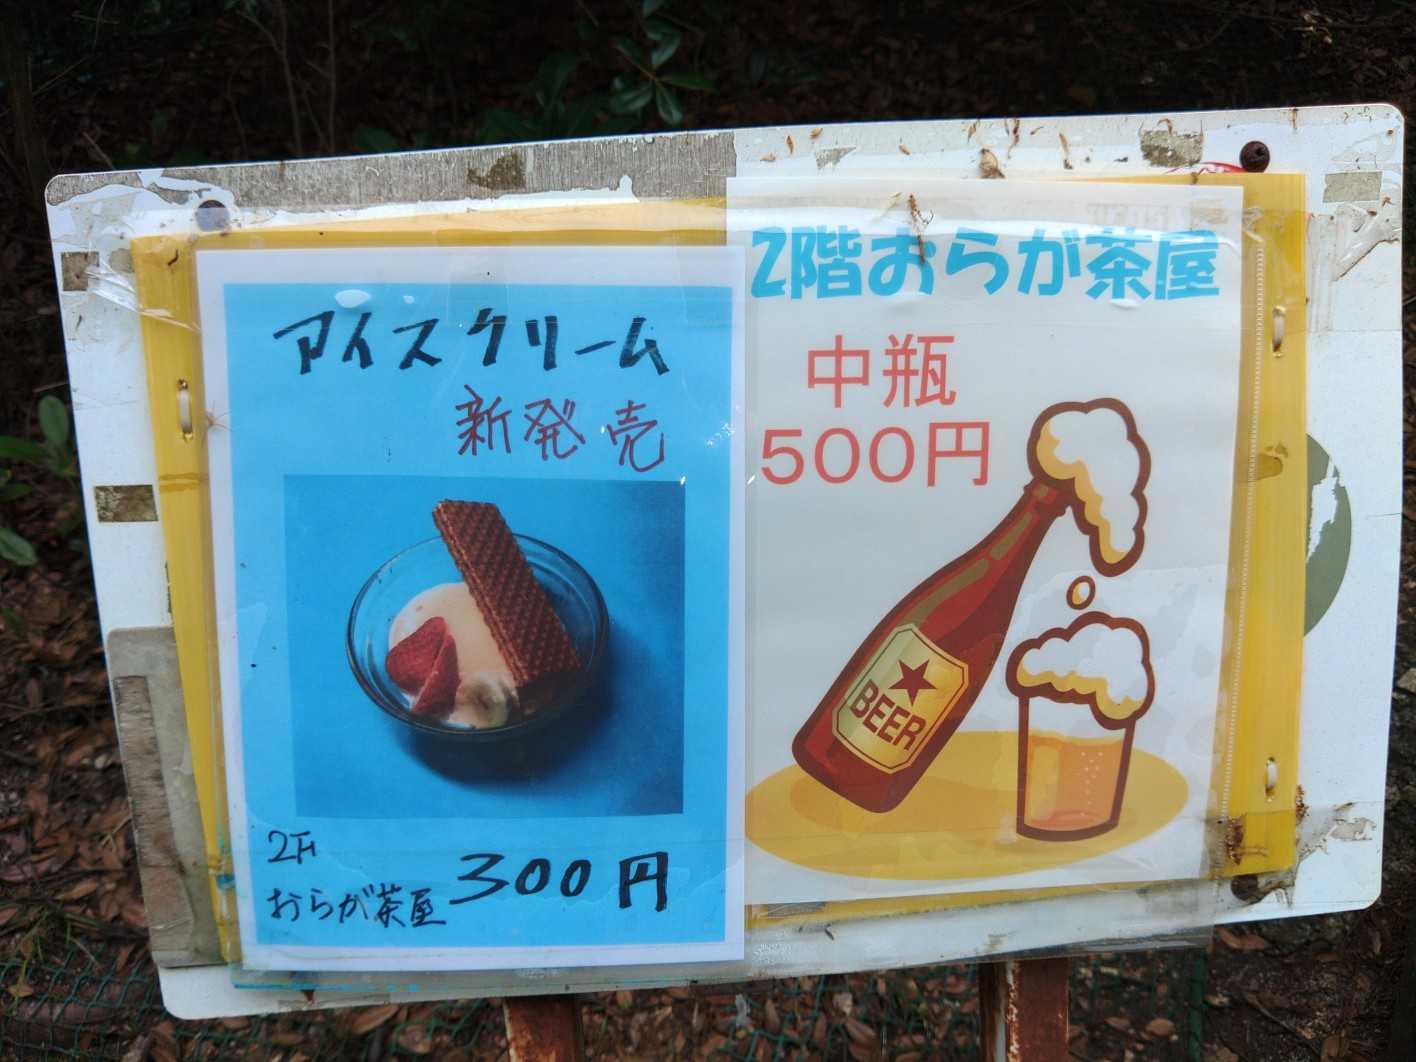 アイスクリーム
新発売
2F
おらが茶屋
300円
2階おらが茶屋
中瓶
500円
BEER